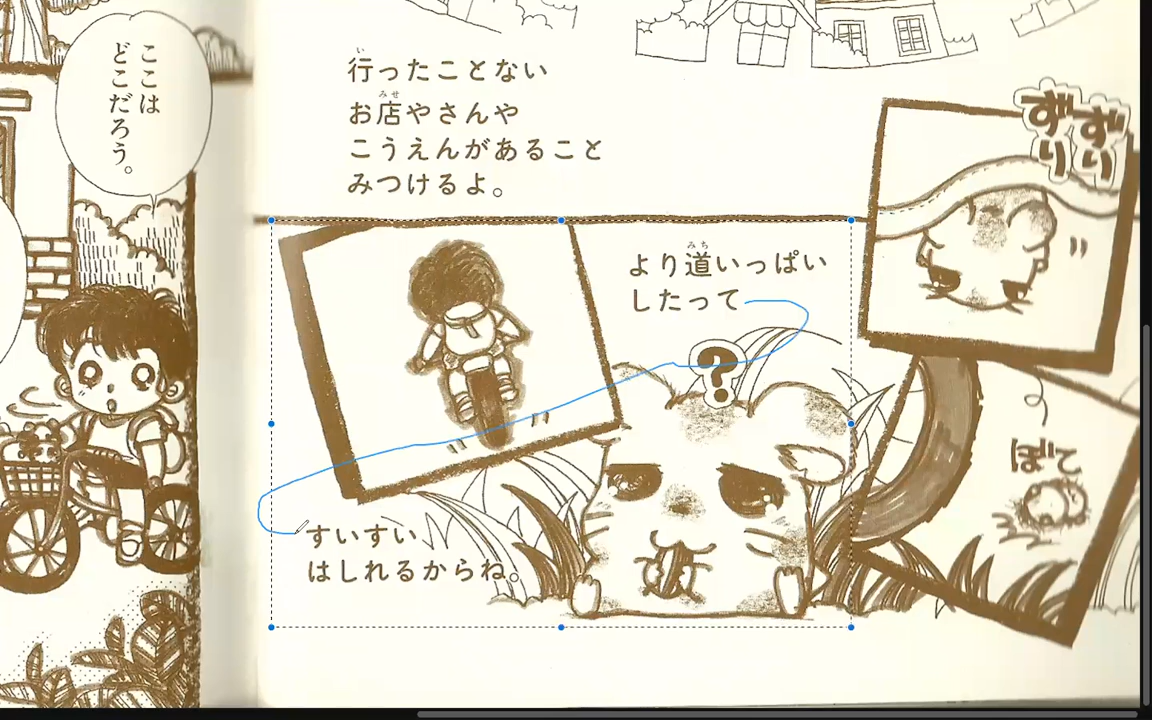 ここは
どこだろう。
行ったことない
お店やさんや
こうえんがあること
みつけるよ。
より道いっぱい
したって
すいすい
はしれるからね。
?
ずりずり
ぼて